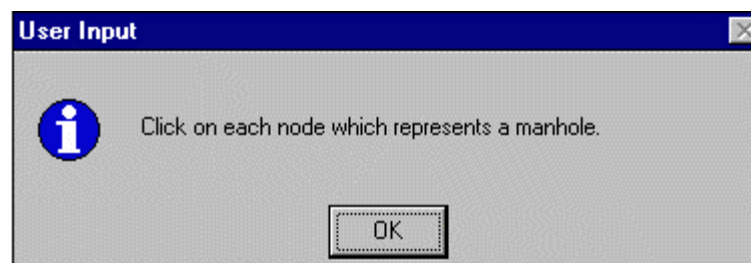 User Input
Click on each node which represents a manhole.
OK